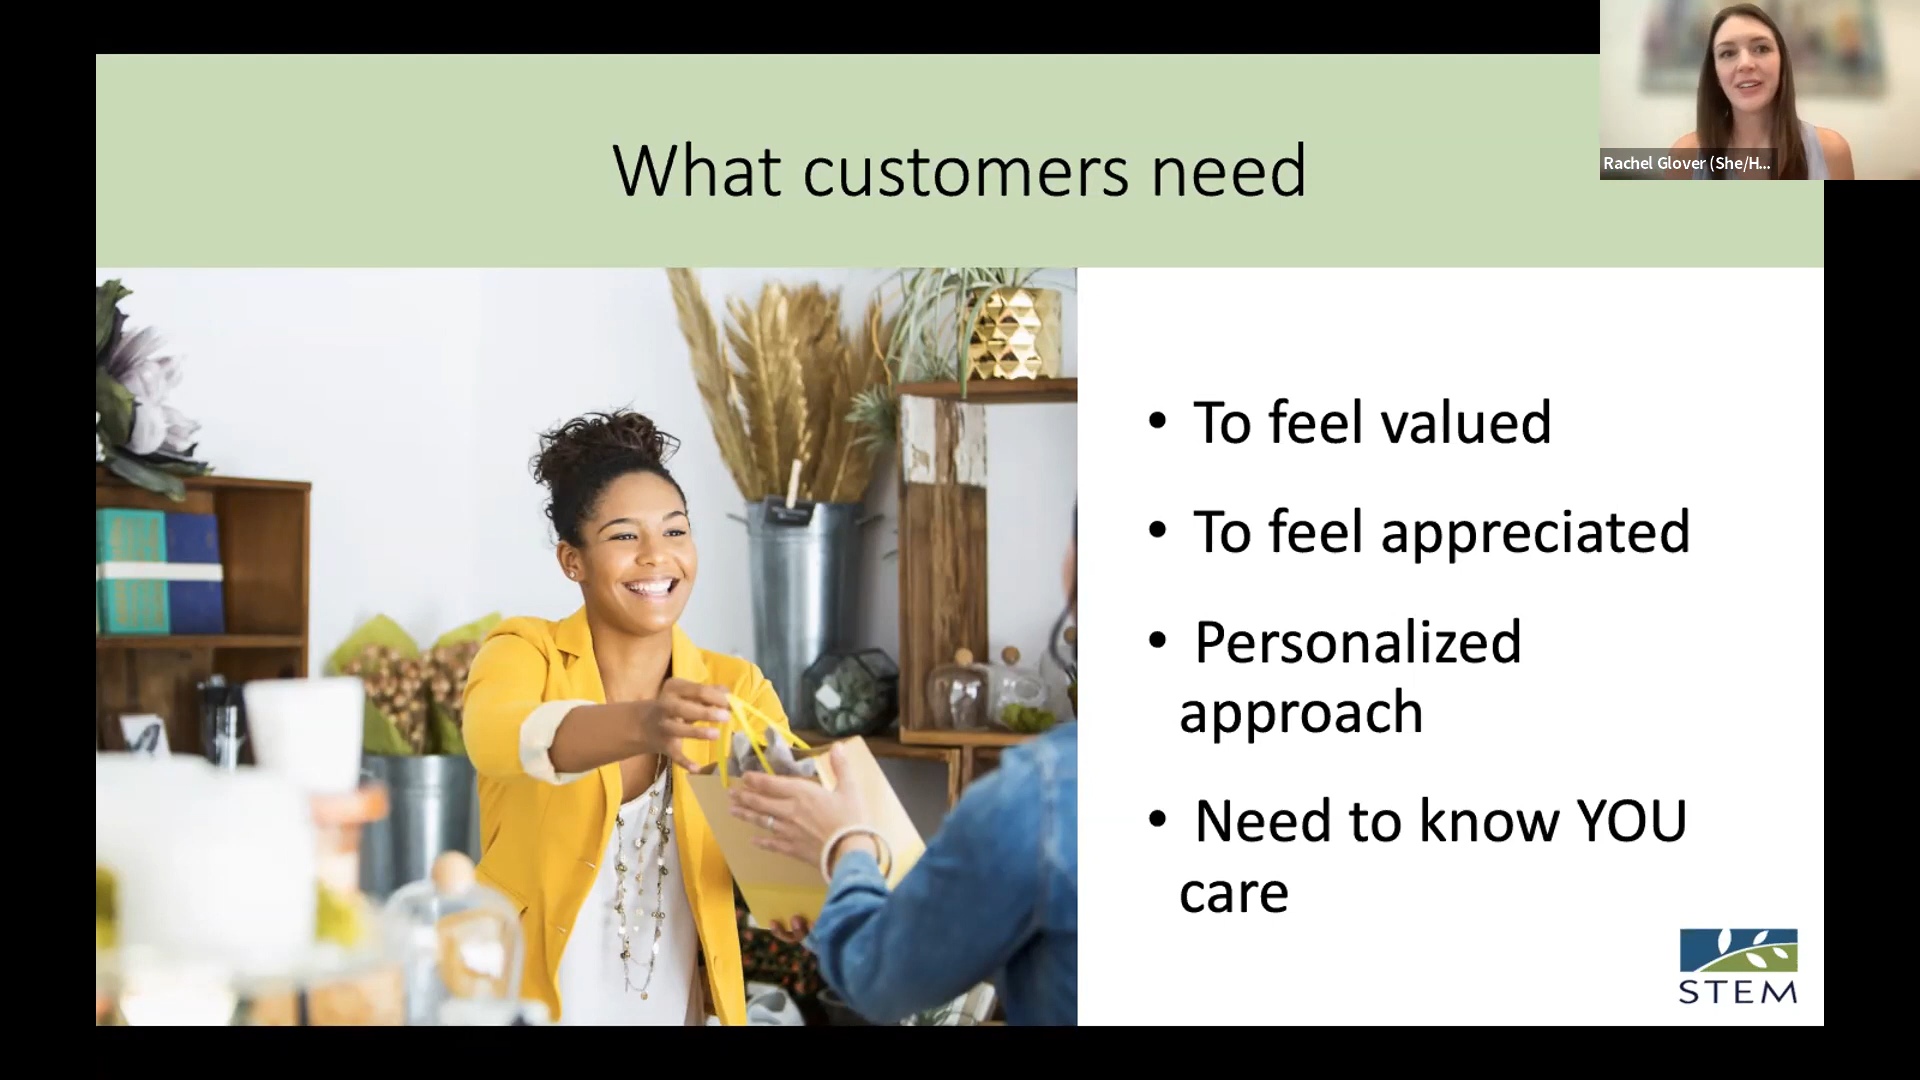 What customers need
Rachel Glover (She/H...
• To feel valued
• To feel appreciated
• Personalized
approach
• Need to know YOU
care
STEM